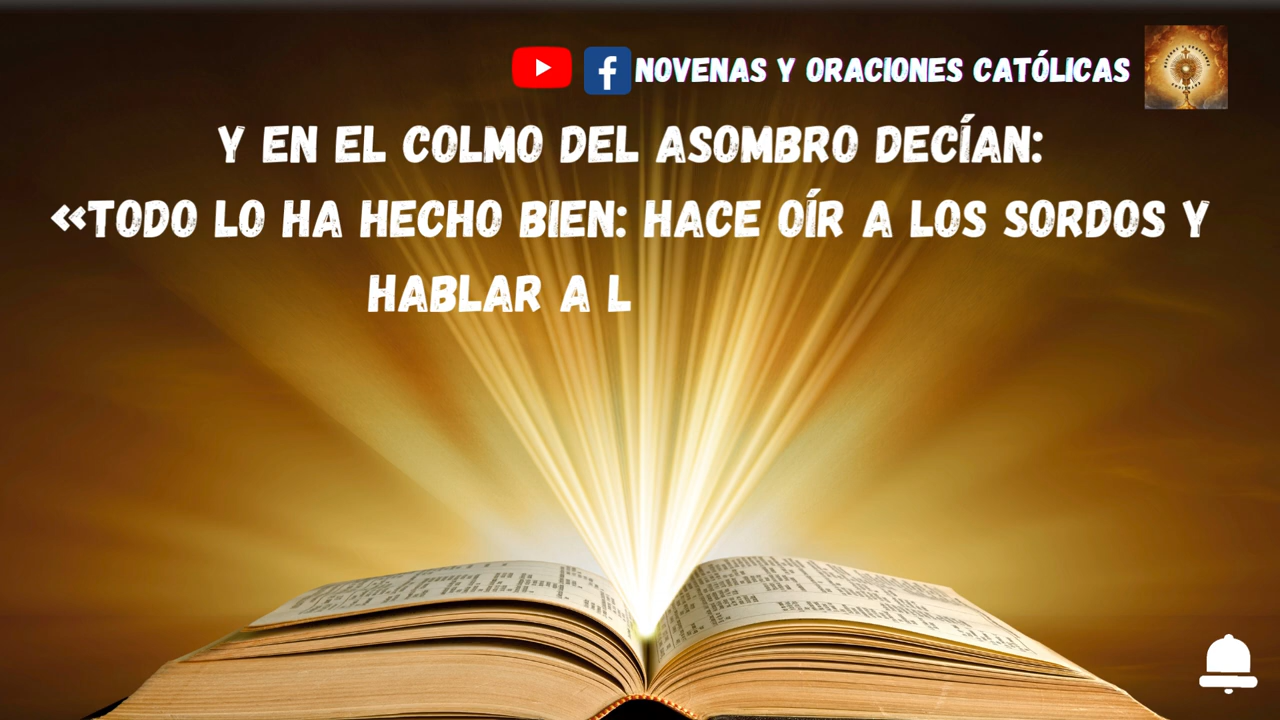 NOVENAS Y ORACIONES CATÓLICAS
Y EN EL COLMO DEL ASOMBRO DECÍAN:
«TODO LO HA HECHO BIEN: HACE OÍR A LOS SORDOS Y
HABLAR A L